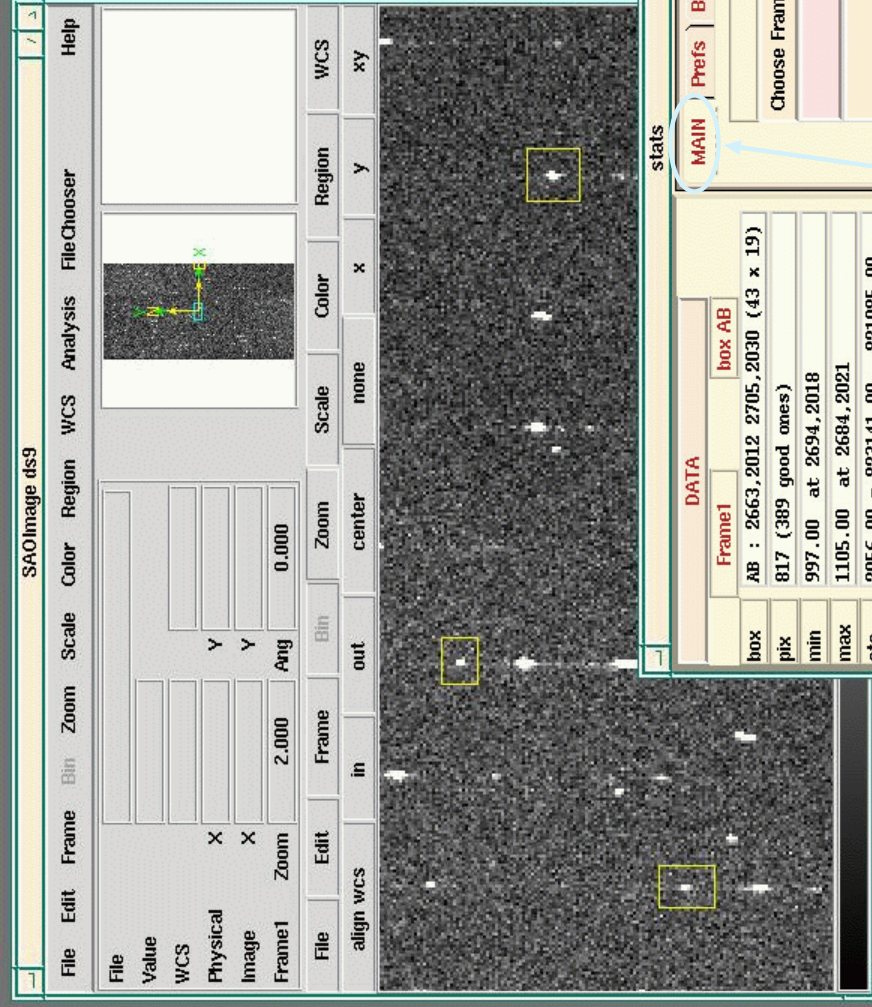 SAOImage ds9
File Edit Frame Bin Zoom Scale Color Region WCS Analysis FileChooser Help
File
Value
WCS
Physical X Y
Image X Y
Frame1 Zoom 2.000 Ang 0.000
File Edit Frame Bin Zoom Scale Color Region WCS
align wcs in out center none x y xy
Y
N
E X
stats
DATA
MAIN Prefs
Frame1 box AB
Choose Fram
box AB : 2663,2012 2705,2030 (43 x 19)
pix 817 (389 good ones)
min 997.00 at 2694,2018
max 1105.00 at 2684,2021